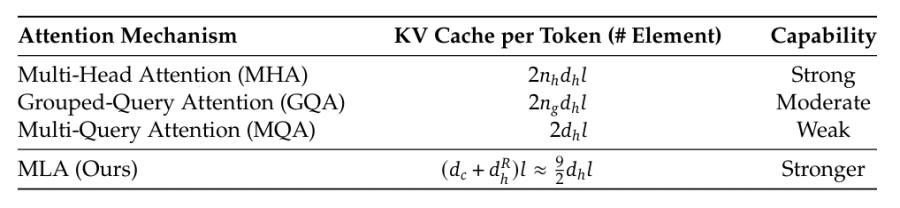 Attention Mechanism KV Cache per Token (# Element) Capability
Multi-Head Attention (MHA) 2n_h d_h l Strong
Grouped-Query Attention (GQA) 2n_g d_h l Moderate
Multi-Query Attention (MQA) 2d_h l Weak
MLA (Ours) (d_c + d_h^R)l ≈ 9/2 d_h l Stronger